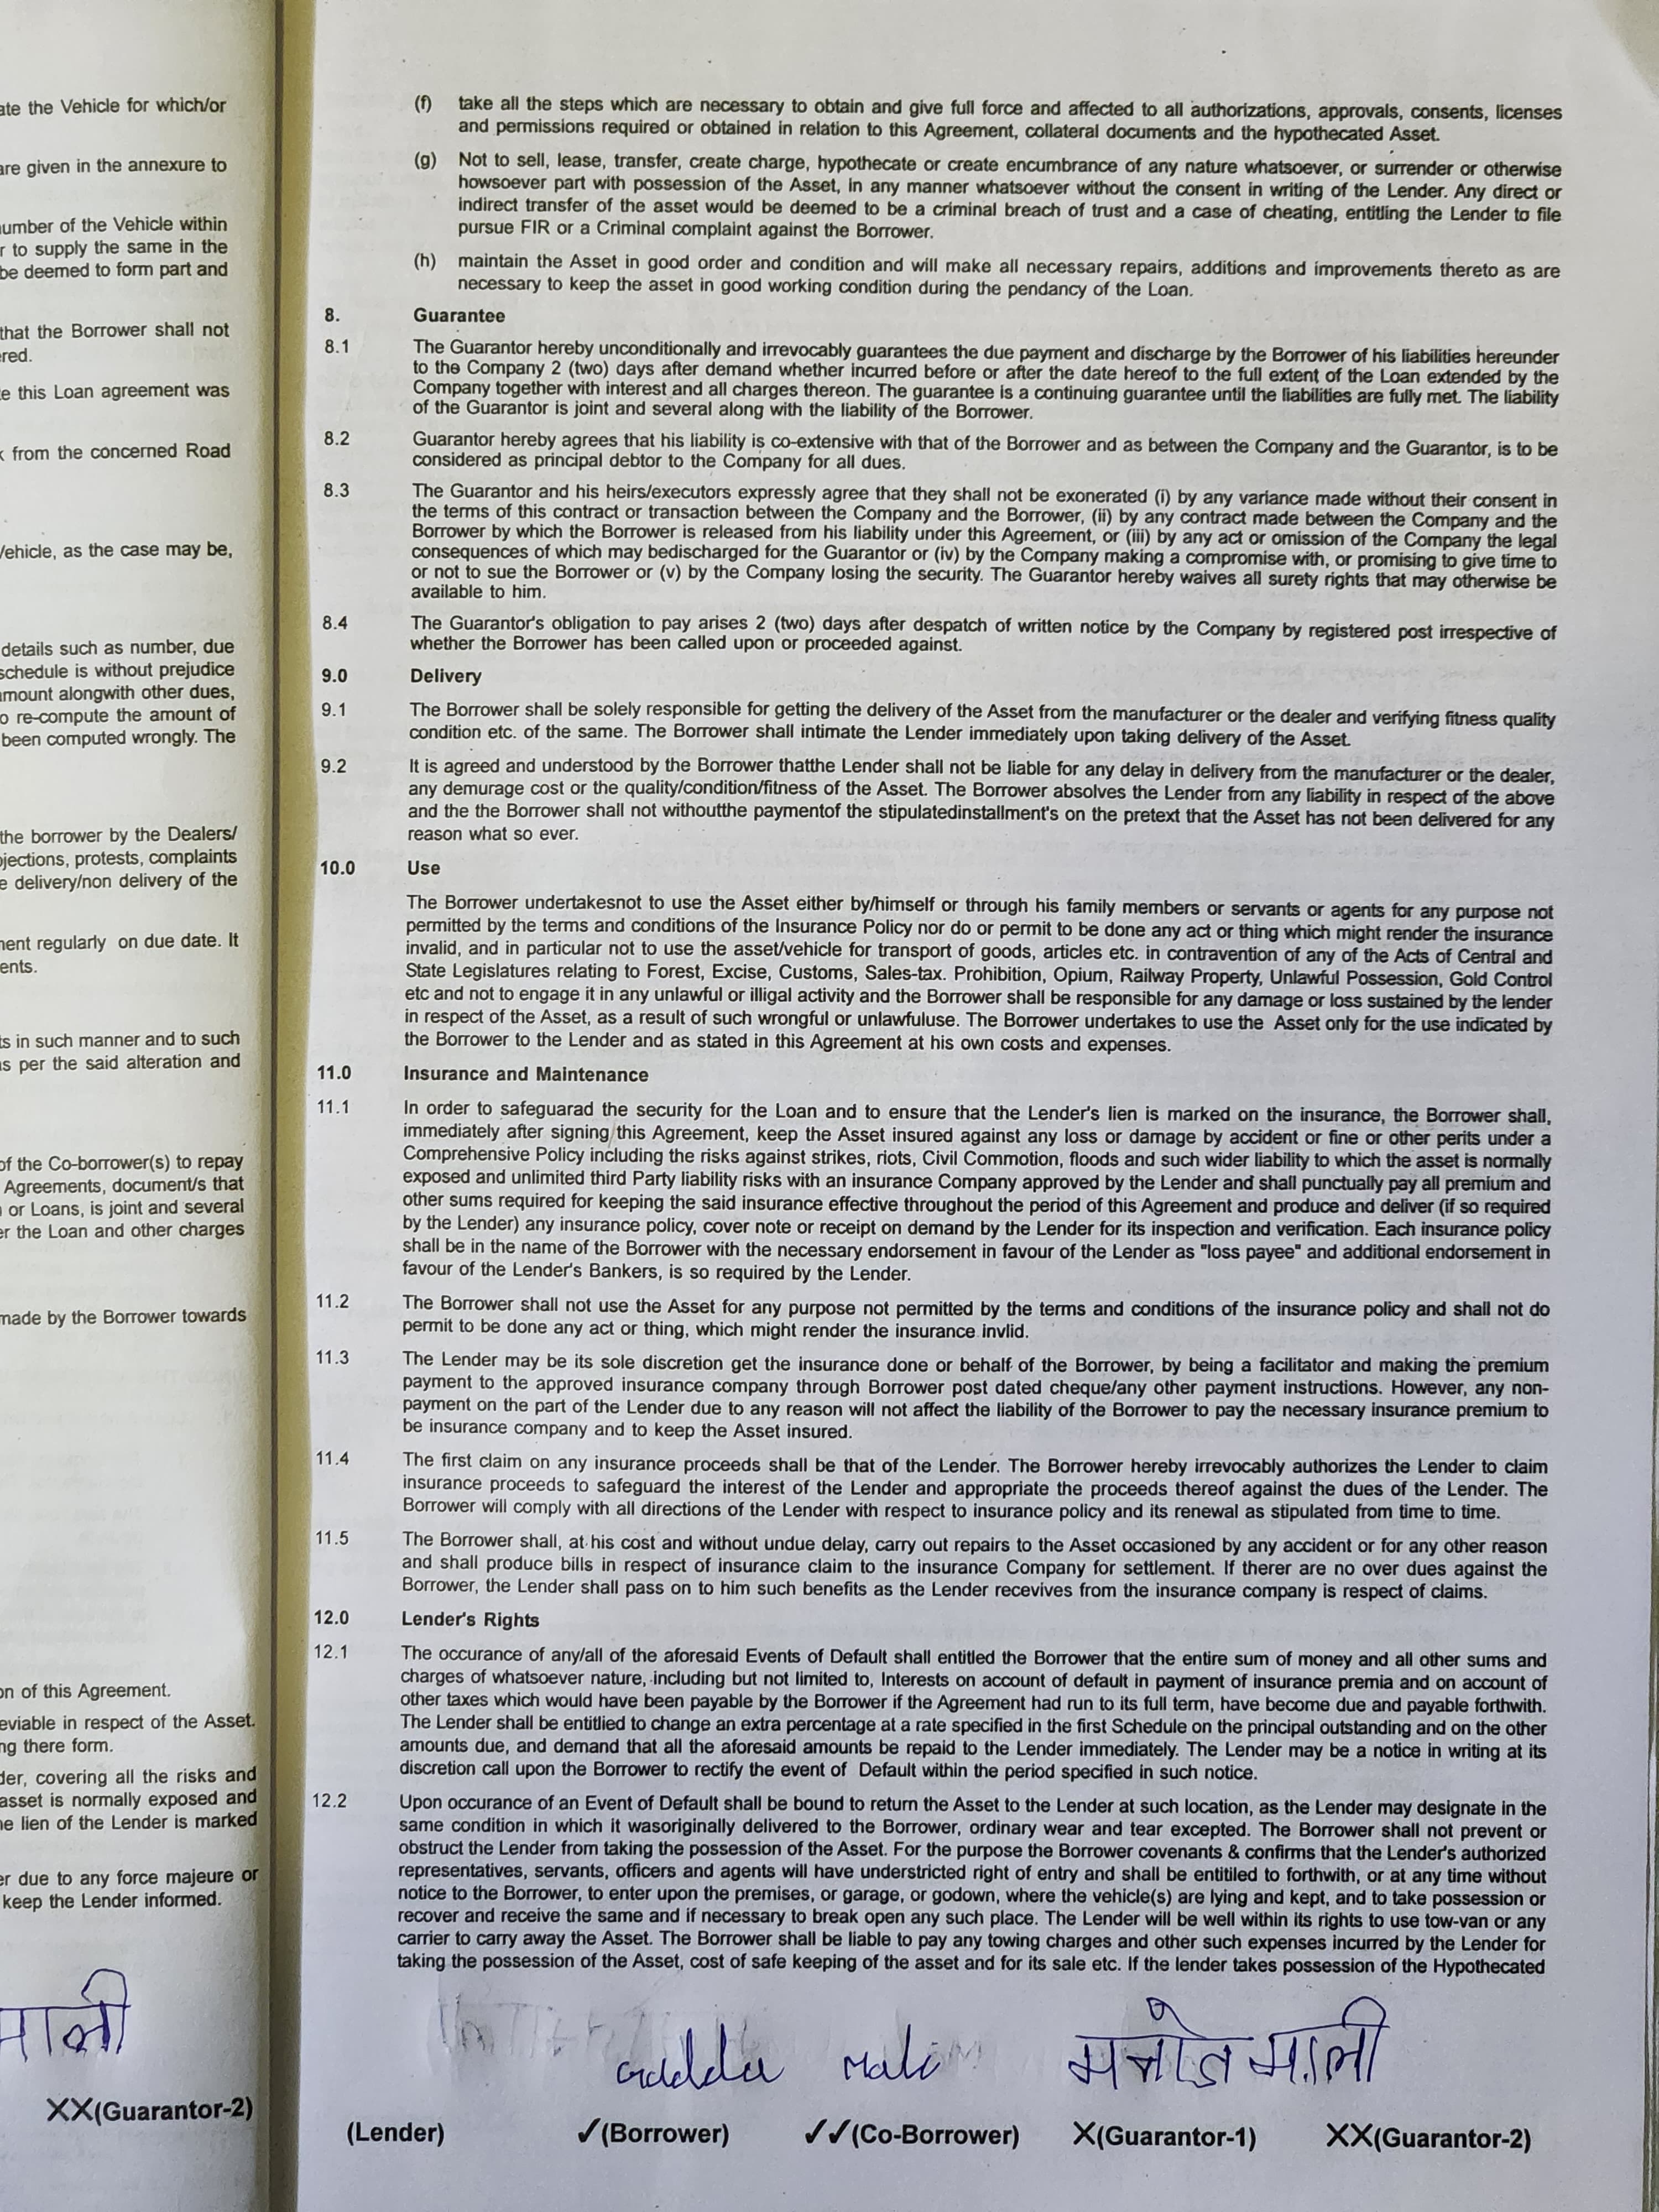 ate the Vehicle for which/or
are given in the annexure to
number of the Vehicle within
r to supply the same in the
be deemed to form part and
that the Borrower shall not
ered.
e this Loan agreement was
from the concerned Road
Vehicle, as the case may be,
details such as number, due
schedule is without prejudice
amount alongwith other dues,
o re-compute the amount of
been computed wrongly. The
the borrower by the Dealers/
bjections, protests, complaints
e delivery/non delivery of the
ment regularly on due date. It
ents.
ts in such manner and to such
as per the said alteration and
of the Co-borrower(s) to repay
Agreements, document/s that
or Loans, is joint and several
er the Loan and other charges
made by the Borrower towards
on of this Agreement.
eviable in respect of the Asset.
ng there form.
der, covering all the risks and
asset is normally exposed and
he lien of the Lender is marked
er due to any force majeure or
keep the Lender informed.
माली
XX(Guarantor-2)
(f) take all the steps which are necessary to obtain and give full force and affected to all authorizations, approvals, consents, licenses
and permissions required or obtained in relation to this Agreement, collateral documents and the hypothecated Asset.
(g) Not to sell, lease, transfer, create charge, hypothecate or create encumbrance of any nature whatsoever, or surrender or otherwise
howsoever part with possession of the Asset, in any manner whatsoever without the consent in writing of the Lender. Any direct or
indirect transfer of the asset would be deemed to be a criminal breach of trust and a case of cheating, entitling the Lender to file
pursue FIR or a Criminal complaint against the Borrower.
(h) maintain the Asset in good order and condition and will make all necessary repairs, additions and improvements thereto as are
necessary to keep the asset in good working condition during the pendancy of the Loan.
8. Guarantee
8.1 The Guarantor hereby unconditionally and irrevocably guarantees the due payment and discharge by the Borrower of his liabilities hereunder
to the Company 2 (two) days after demand whether incurred before or after the date hereof to the full extent of the Loan extended by the
Company together with interest and all charges thereon. The guarantee is a continuing guarantee until the liabilities are fully met. The liability
of the Guarantor is joint and several along with the liability of the Borrower.
8.2 Guarantor hereby agrees that his liability is co-extensive with that of the Borrower and as between the Company and the Guarantor, is to be
considered as principal debtor to the Company for all dues.
8.3 The Guarantor and his heirs/executors expressly agree that they shall not be exonerated (i) by any variance made without their consent in
the terms of this contract or transaction between the Company and the Borrower, (ii) by any contract made between the Company and the
Borrower by which the Borrower is released from his liability under this Agreement, or (iii) by any act or omission of the Company the legal
consequences of which may bedischarged for the Guarantor or (iv) by the Company making a compromise with, or promising to give time to
or not to sue the Borrower or (v) by the Company losing the security. The Guarantor hereby waives all surety rights that may otherwise be
available to him.
8.4 The Guarantor's obligation to pay arises 2 (two) days after despatch of written notice by the Company by registered post irrespective of
whether the Borrower has been called upon or proceeded against.
9.0 Delivery
9.1 The Borrower shall be solely responsible for getting the delivery of the Asset from the manufacturer or the dealer and verifying fitness quality
condition etc. of the same. The Borrower shall intimate the Lender immediately upon taking delivery of the Asset.
9.2 It is agreed and understood by the Borrower thatthe Lender shall not be liable for any delay in delivery from the manufacturer or the dealer,
any demurage cost or the quality/condition/fitness of the Asset. The Borrower absolves the Lender from any liability in respect of the above
and the the Borrower shall not withoutthe paymentof the stipulatedinstallment's on the pretext that the Asset has not been delivered for any
reason what so ever.
10.0 Use
The Borrower undertakesnot to use the Asset either by/himself or through his family members or servants or agents for any purpose not
permitted by the terms and conditions of the Insurance Policy nor do or permit to be done any act or thing which might render the insurance
invalid, and in particular not to use the asset/vehicle for transport of goods, articles etc. in contravention of any of the Acts of Central and
State Legislatures relating to Forest, Excise, Customs, Sales-tax. Prohibition, Opium, Railway Property, Unlawful Possession, Gold Control
etc and not to engage it in any unlawful or illigal activity and the Borrower shall be responsible for any damage or loss sustained by the lender
in respect of the Asset, as a result of such wrongful or unlawfuluse. The Borrower undertakes to use the Asset only for the use indicated by
the Borrower to the Lender and as stated in this Agreement at his own costs and expenses.
11.0 Insurance and Maintenance
11.1 In order to safeguarad the security for the Loan and to ensure that the Lender's lien is marked on the insurance, the Borrower shall,
immediately after signing this Agreement, keep the Asset insured against any loss or damage by accident or fine or other perits under a
Comprehensive Policy including the risks against strikes, riots, Civil Commotion, floods and such wider liability to which the asset is normally
exposed and unlimited third Party liability risks with an insurance Company approved by the Lender and shall punctually pay all premium and
other sums required for keeping the said insurance effective throughout the period of this Agreement and produce and deliver (if so required
by the Lender) any insurance policy, cover note or receipt on demand by the Lender for its inspection and verification. Each insurance policy
shall be in the name of the Borrower with the necessary endorsement in favour of the Lender as "loss payee" and additional endorsement in
favour of the Lender's Bankers, is so required by the Lender.
11.2 The Borrower shall not use the Asset for any purpose not permitted by the terms and conditions of the insurance policy and shall not do
permit to be done any act or thing, which might render the insurance invlid.
11.3 The Lender may be its sole discretion get the insurance done or behalf of the Borrower, by being a facilitator and making the premium
payment to the approved insurance company through Borrower post dated cheque/any other payment instructions. However, any non-
payment on the part of the Lender due to any reason will not affect the liability of the Borrower to pay the necessary insurance premium to
be insurance company and to keep the Asset insured.
11.4 The first claim on any insurance proceeds shall be that of the Lender. The Borrower hereby irrevocably authorizes the Lender to claim
insurance proceeds to safeguard the interest of the Lender and appropriate the proceeds thereof against the dues of the Lender. The
Borrower will comply with all directions of the Lender with respect to insurance policy and its renewal as stipulated from time to time.
11.5 The Borrower shall, at his cost and without undue delay, carry out repairs to the Asset occasioned by any accident or for any other reason
and shall produce bills in respect of insurance claim to the insurance Company for settlement. If therer are no over dues against the
Borrower, the Lender shall pass on to him such benefits as the Lender recevives from the insurance company is respect of claims.
12.0 Lender's Rights
12.1 The occurance of any/all of the aforesaid Events of Default shall entitled the Borrower that the entire sum of money and all other sums and
charges of whatsoever nature, including but not limited to, Interests on account of default in payment of insurance premia and on account of
other taxes which would have been payable by the Borrower if the Agreement had run to its full term, have become due and payable forthwith.
The Lender shall be entitlied to change an extra percentage at a rate specified in the first Schedule on the principal outstanding and on the other
amounts due, and demand that all the aforesaid amounts be repaid to the Lender immediately. The Lender may be a notice in writing at its
discretion call upon the Borrower to rectify the event of Default within the period specified in such notice.
12.2 Upon occurance of an Event of Default shall be bound to return the Asset to the Lender at such location, as the Lender may designate in the
same condition in which it wasoriginally delivered to the Borrower, ordinary wear and tear excepted. The Borrower shall not prevent or
obstruct the Lender from taking the possession of the Asset. For the purpose the Borrower covenants & confirms that the Lender's authorized
representatives, servants, officers and agents will have understricted right of entry and shall be entitiled to forthwith, or at any time without
notice to the Borrower, to enter upon the premises, or garage, or godown, where the vehicle(s) are lying and kept, and to take possession or
recover and receive the same and if necessary to break open any such place. The Lender will be well within its rights to use tow-van or any
carrier to carry away the Asset. The Borrower shall be liable to pay any towing charges and other such expenses incurred by the Lender for
taking the possession of the Asset, cost of safe keeping of the asset and for its sale etc. If the lender takes possession of the Hypothecated
मनोज माली
(Lender) ✓(Borrower) ✓✓(Co-Borrower) X(Guarantor-1) XX(Guarantor-2)